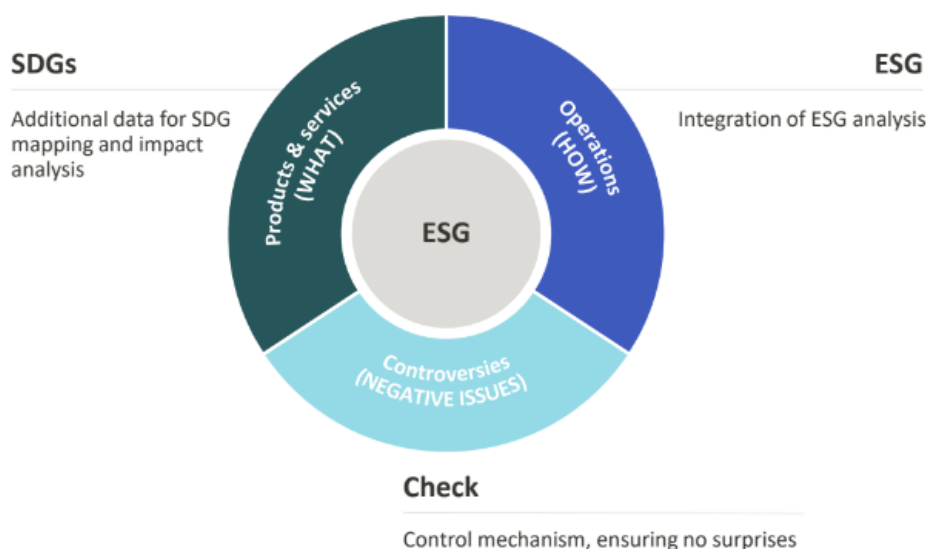 SDGs
Additional data for SDG
mapping and impact
analysis
Products & services
(WHAT)
Operations
(HOW)
ESG
Integration of ESG analysis
ESG
Controversies
(NEGATIVE ISSUES)
Check
Control mechanism, ensuring no surprises